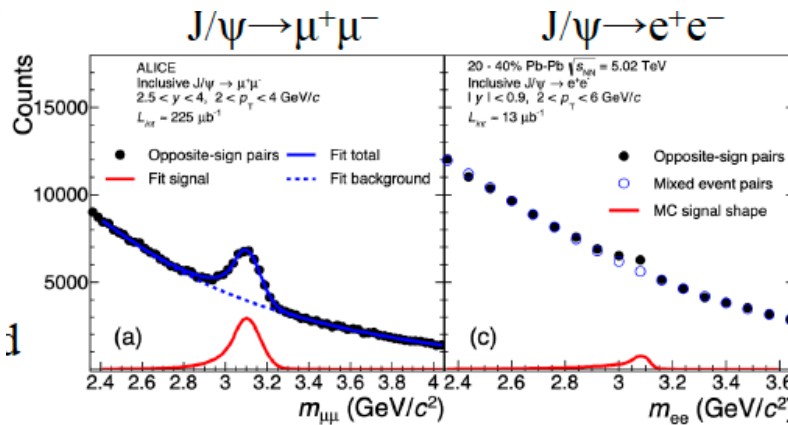 J/ψ→μ⁺μ⁻
J/ψ→e⁺e⁻
Counts
15000
10000
5000
ALICE
Inclusive J/ψ → μ⁺μ⁻
2.5 < y < 4, 2 < p_T < 4 GeV/c
L_int = 225 μb⁻¹
Opposite-sign pairs
Fit total
Fit signal
Fit background
(a)
2.4 2.6 2.8 3 3.2 3.4 3.6 3.8 4
m_μμ (GeV/c²)
20 - 40% Pb-Pb √s_NN = 5.02 TeV
Inclusive J/ψ → e⁺e⁻
| y | < 0.9, 2 < p_T < 6 GeV/c
L_int = 13 μb⁻¹
Opposite-sign pairs
Mixed event pairs
MC signal shape
(c)
2.4 2.6 2.8 3 3.2 3.4 3.6
m_ee (GeV/c²)